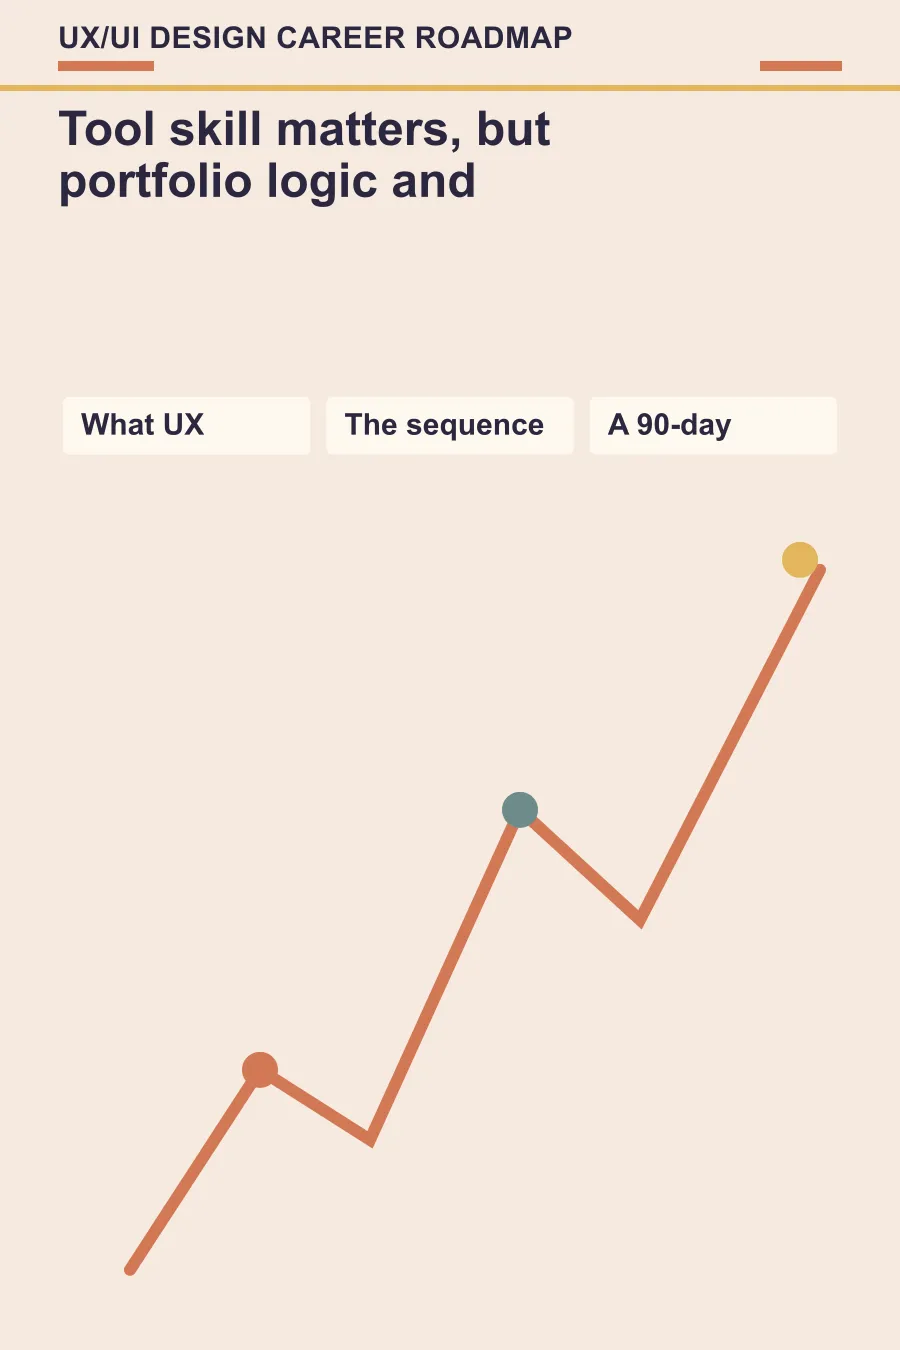 UX/UI DESIGN CAREER ROADMAP
Tool skill matters, but
portfolio logic and
What UX
The sequence
A 90-day